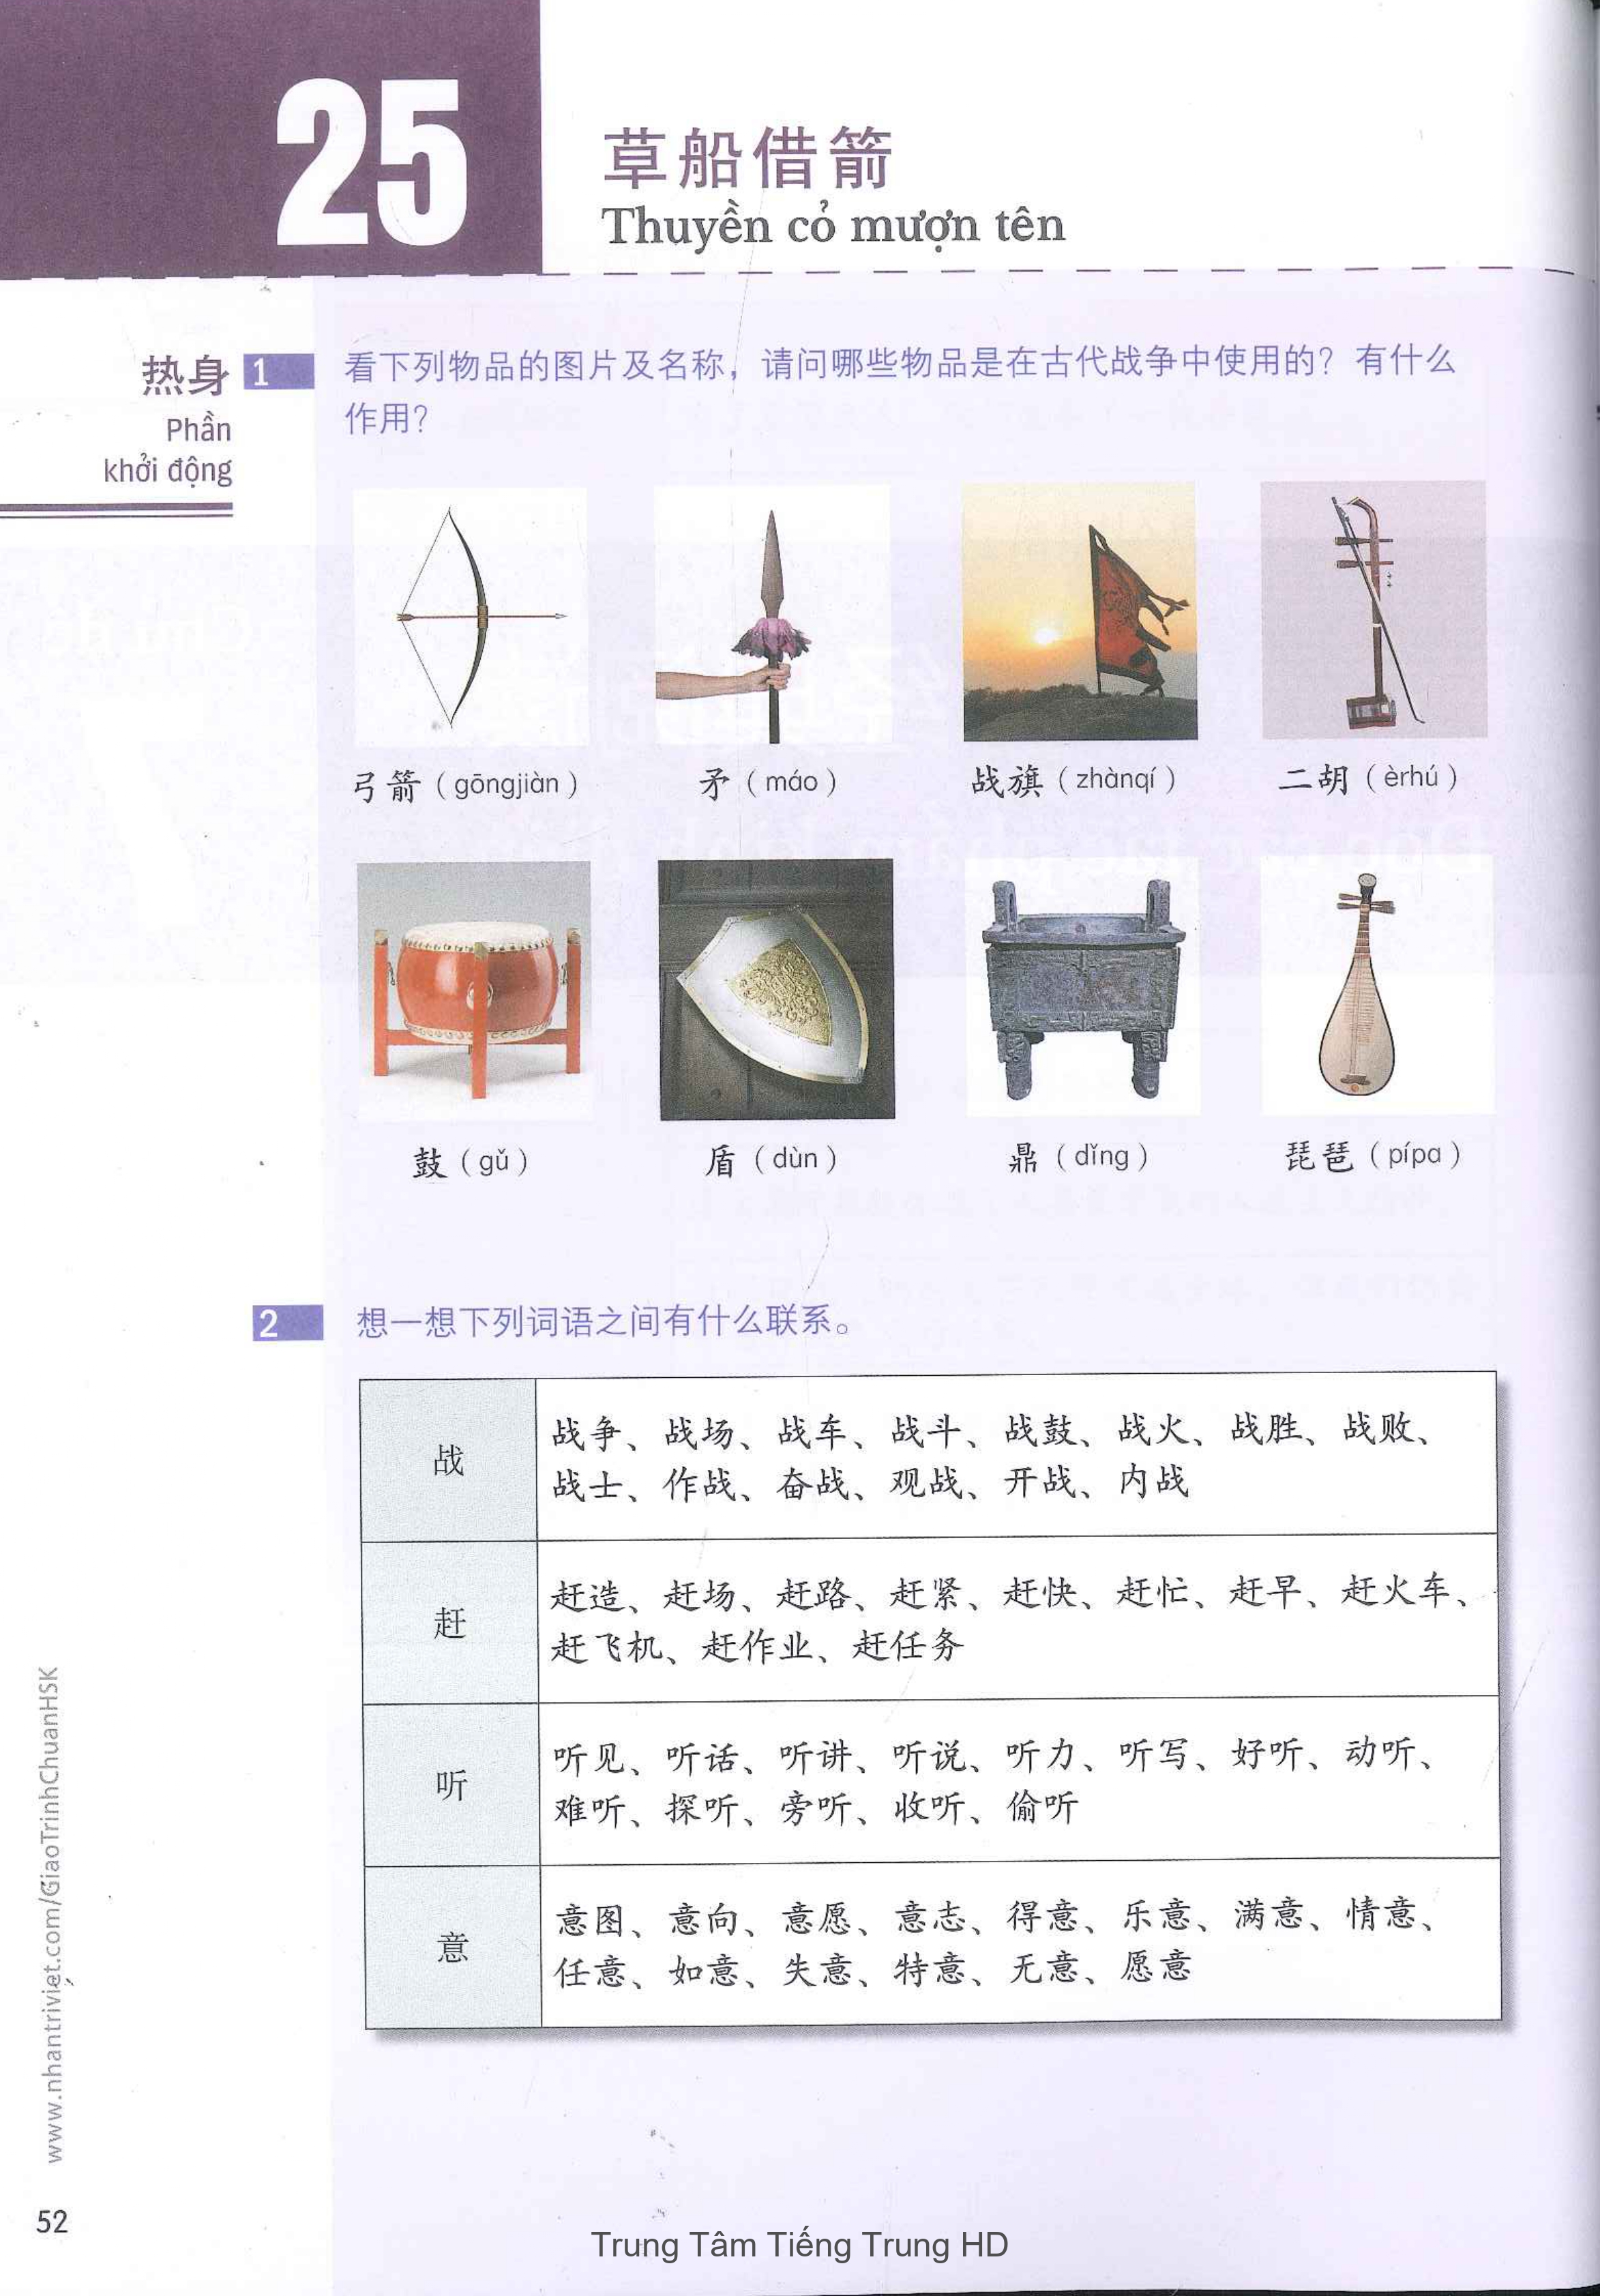 25
草船借箭
Thuyền cỏ mượn tên
热身
Phần
khởi động
1
看下列物品的图片及名称，请问哪些物品是在古代战争中使用的？有什么
作用？
弓箭（gōngjiàn） 矛（máo） 战旗（zhànqí） 二胡（èrhú）
鼓（gǔ） 盾（dùn） 鼎（dǐng） 琵琶（pípa）
2
想一想下列词语之间有什么联系。
战
战争、战场、战车、战斗、战鼓、战火、战胜、战败、
战士、作战、奋战、观战、开战、内战
赶
赶造、赶场、赶路、赶紧、赶快、赶忙、赶早、赶火车、
赶飞机、赶作业、赶任务
听
听见、听话、听讲、听说、听力、听写、好听、动听、
难听、探听、旁听、收听、偷听
意
意图、意向、意愿、意志、得意、乐意、满意、情意、
任意、如意、失意、特意、无意、愿意
www.nhantriviet.com/GiaoTrinhChuanHSK
52
Trung Tâm Tiếng Trung HD